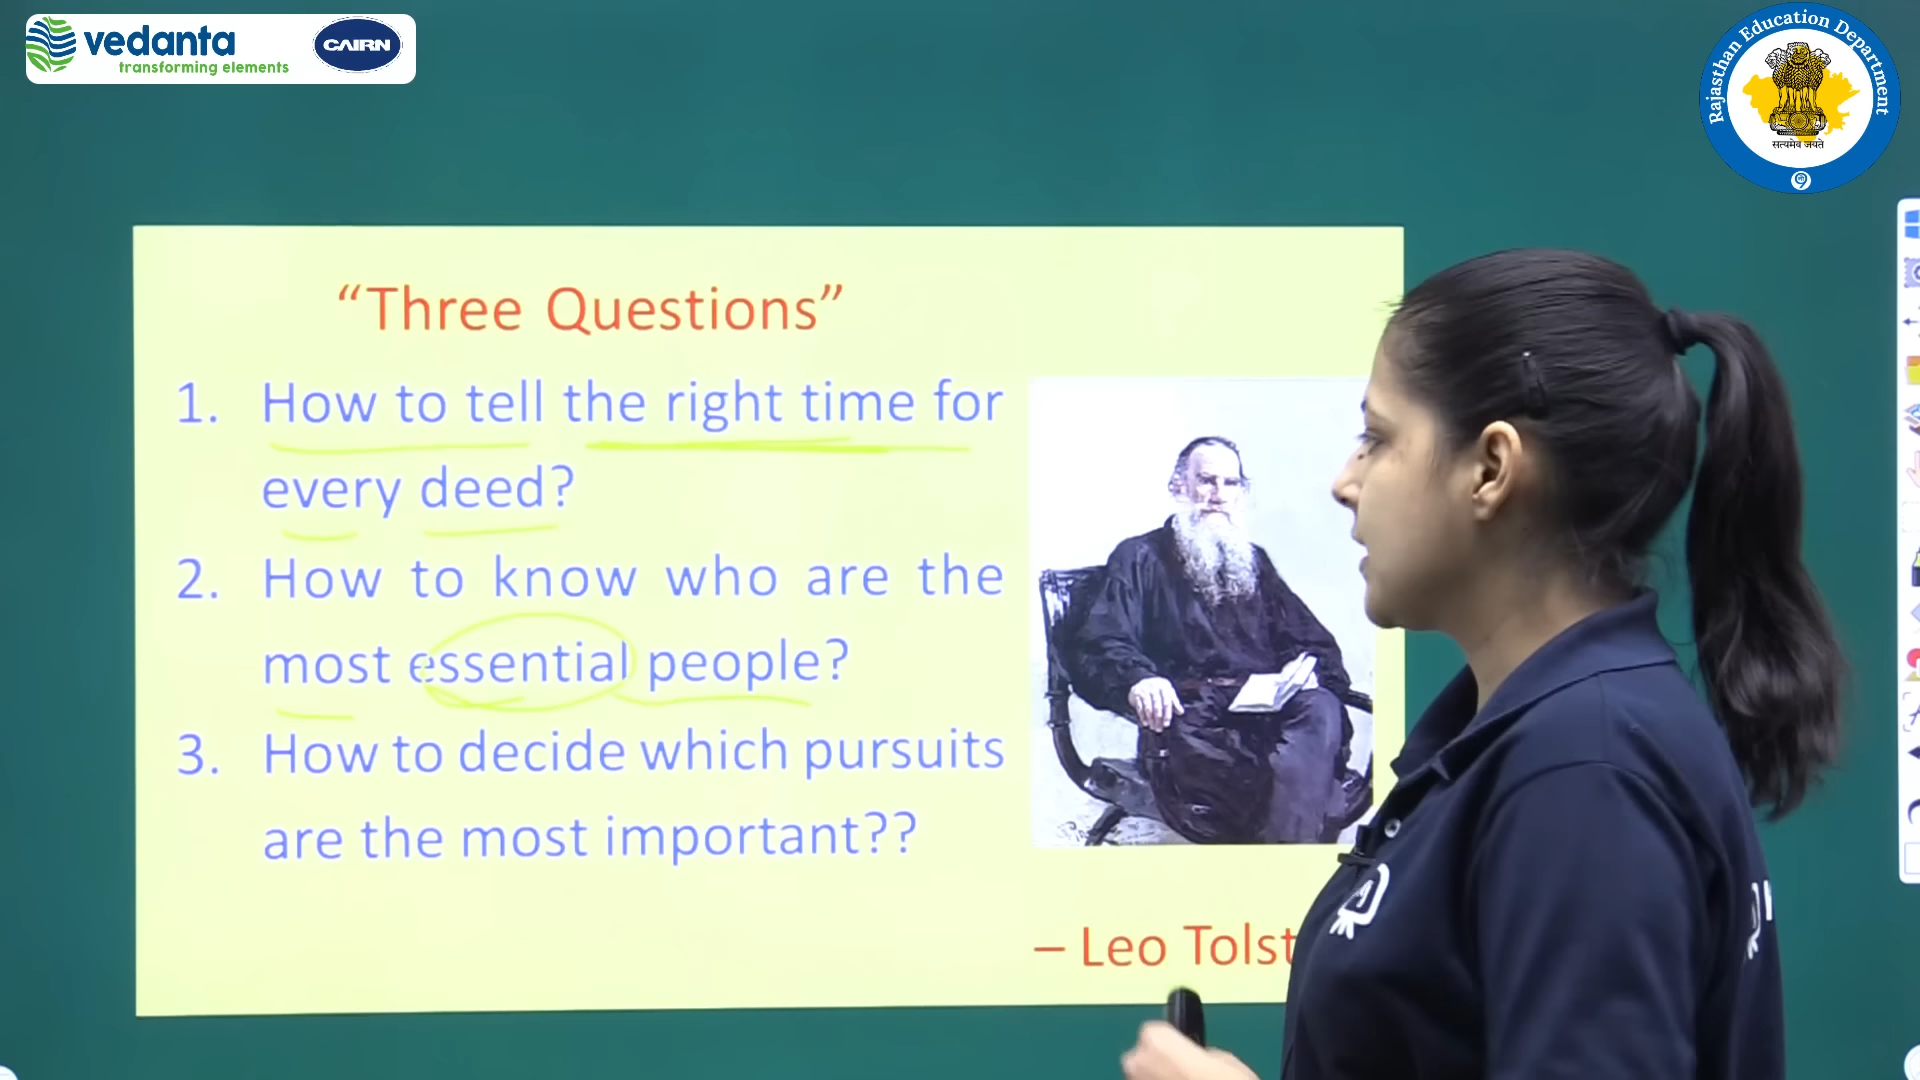 vedanta
transforming elements
CAIRN
Rajasthan Education Department
सत्यमेव जयते
“Three Questions”
1. How to tell the right time for
every deed?
2. How to know who are the
most essential people?
3. How to decide which pursuits
are the most important??
– Leo Tolst